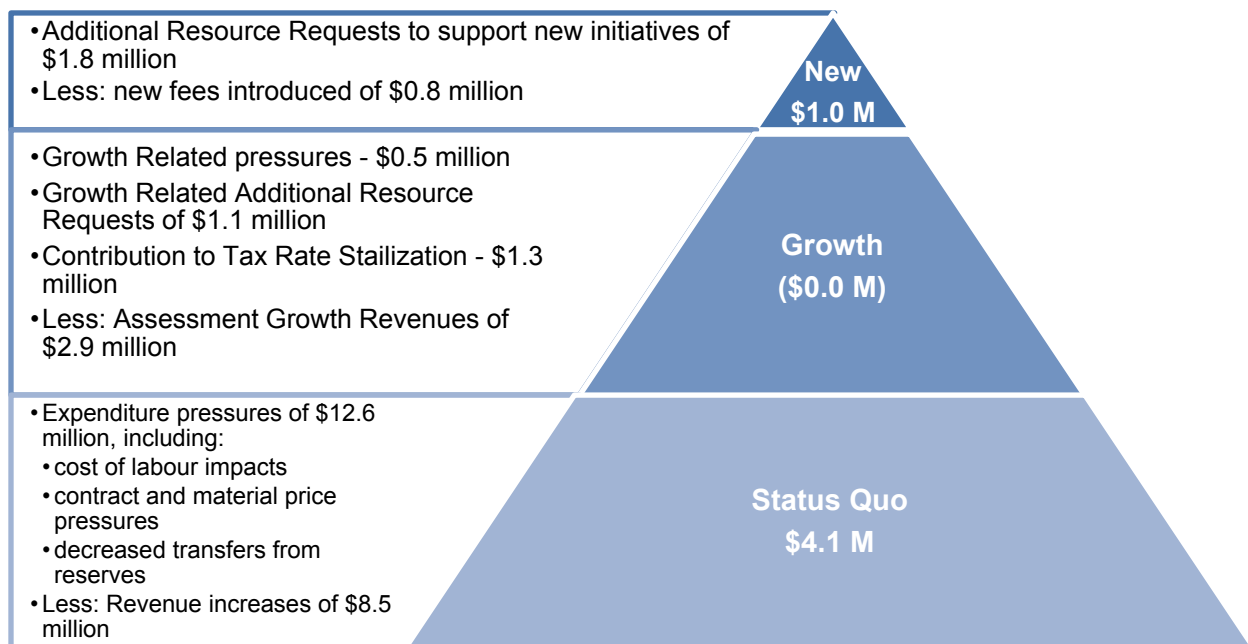 •Additional Resource Requests to support new initiatives of
$1.8 million
•Less: new fees introduced of $0.8 million
New
$1.0 M
•Growth Related pressures - $0.5 million
•Growth Related Additional Resource
Requests of $1.1 million
•Contribution to Tax Rate Stailization - $1.3
million
•Less: Assessment Growth Revenues of
$2.9 million
Growth
($0.0 M)
•Expenditure pressures of $12.6
million, including:
•cost of labour impacts
•contract and material price
pressures
•decreased transfers from
reserves
•Less: Revenue increases of $8.5
million
Status Quo
$4.1 M